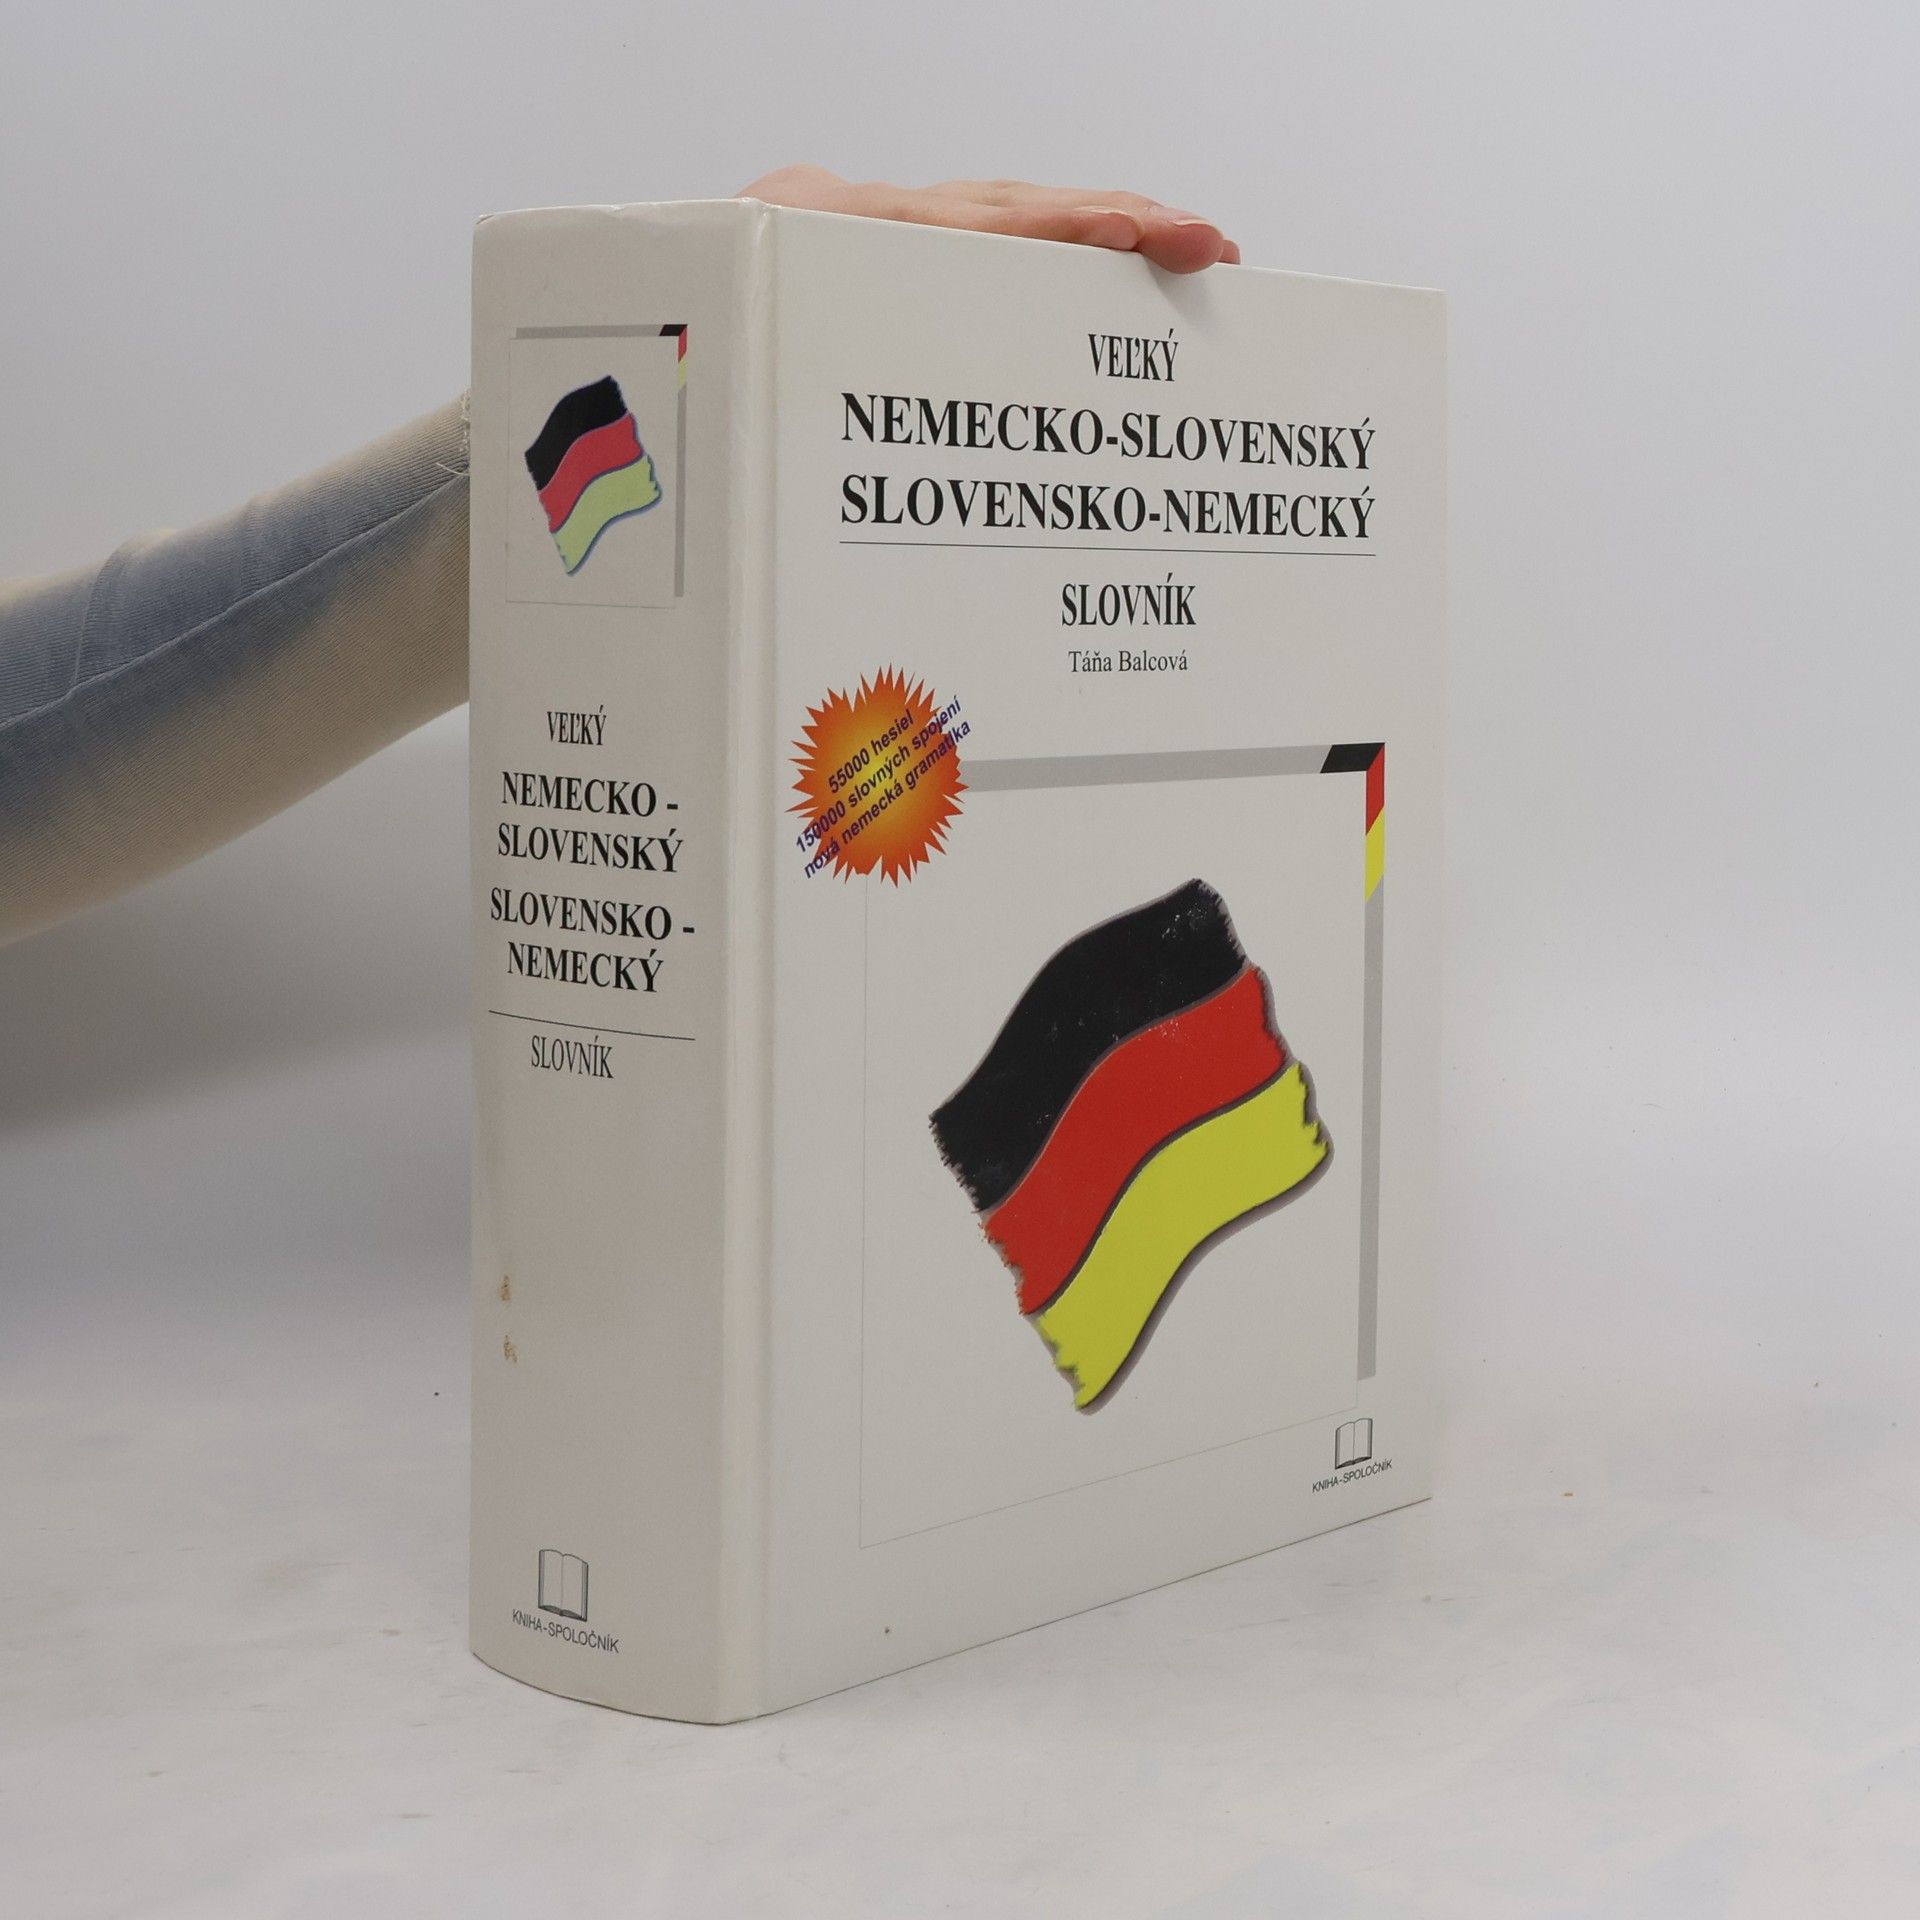 VEĽKÝ
NEMECKO -
SLOVENSKÝ
SLOVENSKO -
NEMECKÝ
SLOVNÍK
KNIHA-SPOLOČNÍK
VEĽKÝ
NEMECKO-SLOVENSKÝ
SLOVENSKO-NEMECKÝ
SLOVNÍK
Táňa Balcová
55000 hesiel
150000 slovných spojení
nová nemecká gramatika
KNIHA-SPOLOČNÍK